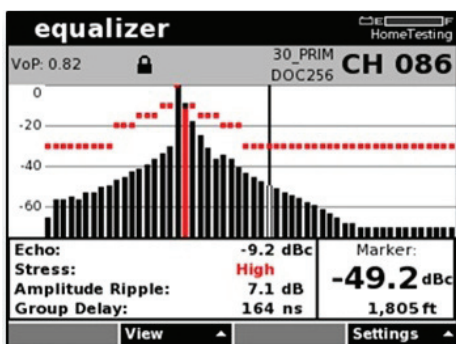 equalizer
E F
HomeTesting
VoP: 0.82
30_PRIM
DOC256
CH 086
0
-20
-40
-60
Echo: -9.2 dBc
Stress: High
Amplitude Ripple: 7.1 dB
Group Delay: 164 ns
Marker:
-49.2 dBc
1,805 ft
View
Settings